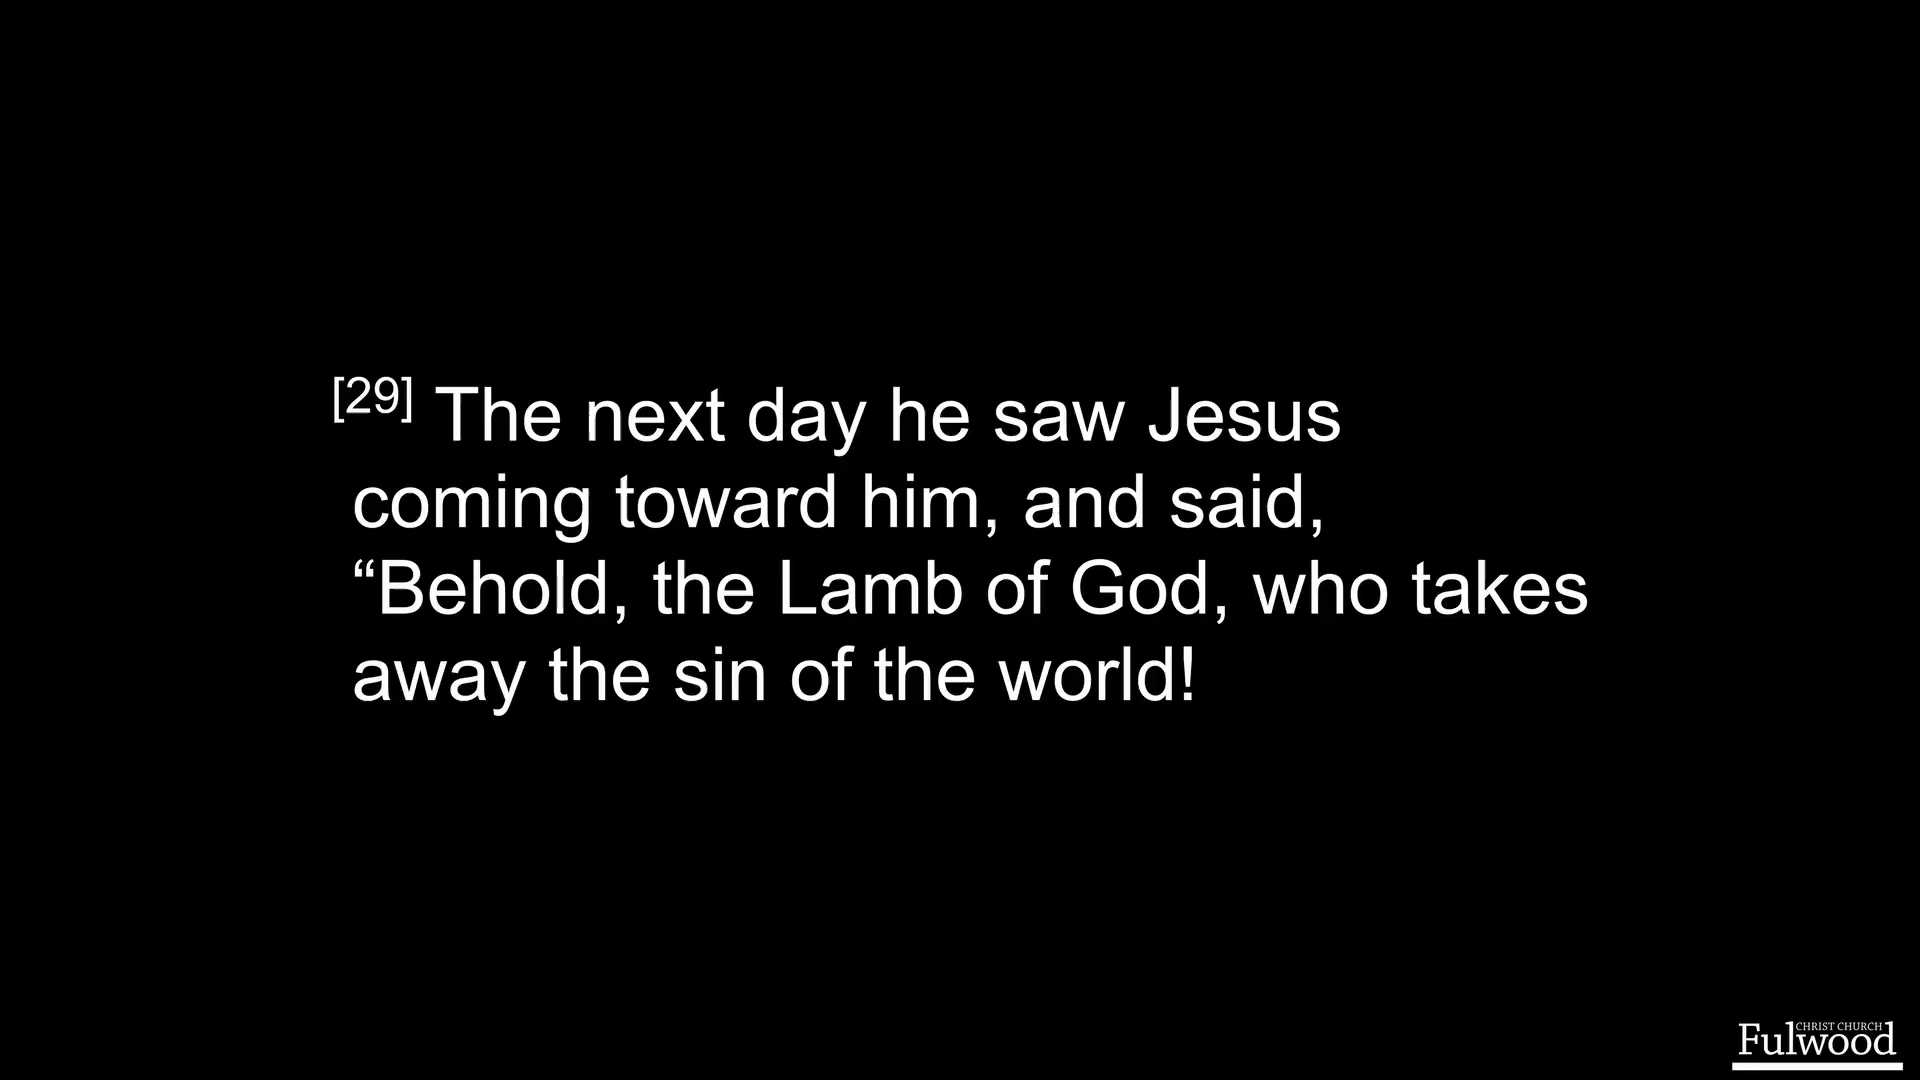 [29] The next day he saw Jesus
coming toward him, and said,
“Behold, the Lamb of God, who takes
away the sin of the world!
CHRIST CHURCH
Fulwood